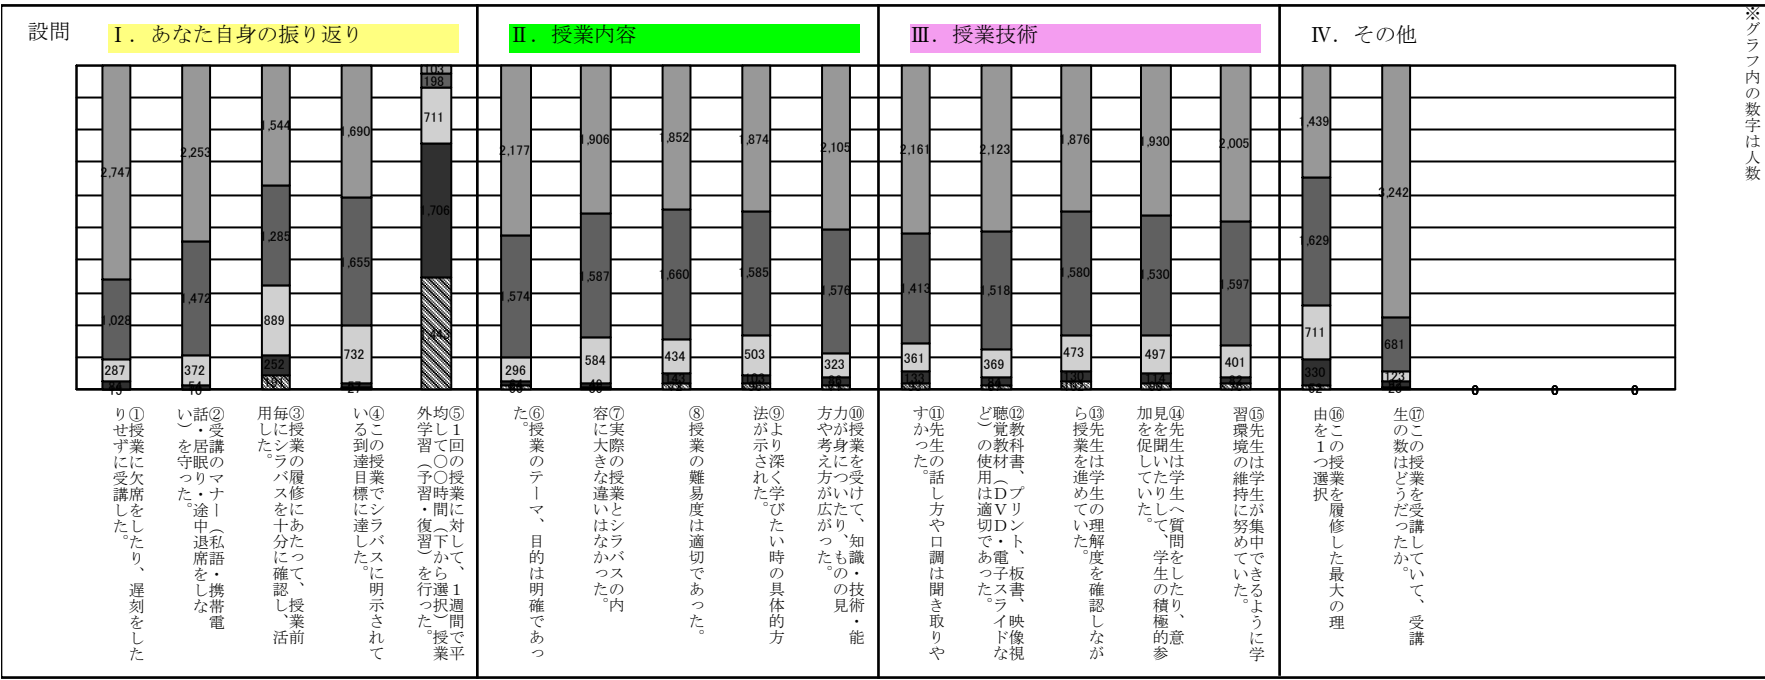 設問
Ⅰ．あなた自身の振り返り
Ⅱ．授業内容
Ⅲ．授業技術
Ⅳ．その他
※グラフ内の数字は人数
2,747
1,028
287
2,253
1,472
372
54
1,544
1,285
889
252
191
1,690
1,655
732
27
103
198
711
1,706
1,443
2,177
1,574
296
1,906
1,587
584
1,852
1,660
434
143
1,874
1,585
503
103
2,105
1,576
323
2,161
1,413
361
133
2,123
1,518
369
1,876
1,580
473
130
1,930
1,530
497
114
2,005
1,597
401
1,439
1,629
711
330
3,242
681
123
0
0
0
①授業に欠席をしたり、遅刻をした
りせずに受講した。
②受講のマナー（私語・携帯電
話・居眠り・途中退席をしな
い）を守った。
③授業の履修にあたって、授業前
毎にシラバスを十分に確認し、活
用した。
④この授業でシラバスに明示されて
いる到達目標に達した。
⑤１回の授業に対して、１週間で平
均して〇〇時間（下から選択）授業
外学習（予習・復習）を行った。
⑥授業のテーマ、目的は明確であっ
た。
⑦実際の授業とシラバスの内
容に大きな違いはなかった。
⑧授業の難易度は適切であった。
⑨より深く学びたい時の具体的方
法が示された。
⑩授業を受けて、知識・技術・能
力が身についたり、ものの見
方や考え方が広がった。
⑪先生の話し方や口調は聞き取りや
すかった。
⑫教科書、プリント、板書、映像視
聴覚教材（ＤＶＤ・電子スライドな
ど）の使用は適切であった。
⑬先生は学生の理解度を確認しなが
ら授業を進めていた。
⑭先生は学生へ質問をしたり、意
見を聞いたりして、学生の積極的参
加を促していた。
⑮先生は学生が集中できるように学
習環境の維持に努めていた。
⑯この授業を履修した最大の理
由を１つ選択
⑰この授業を受講していて、受講
生の数はどうだったか。